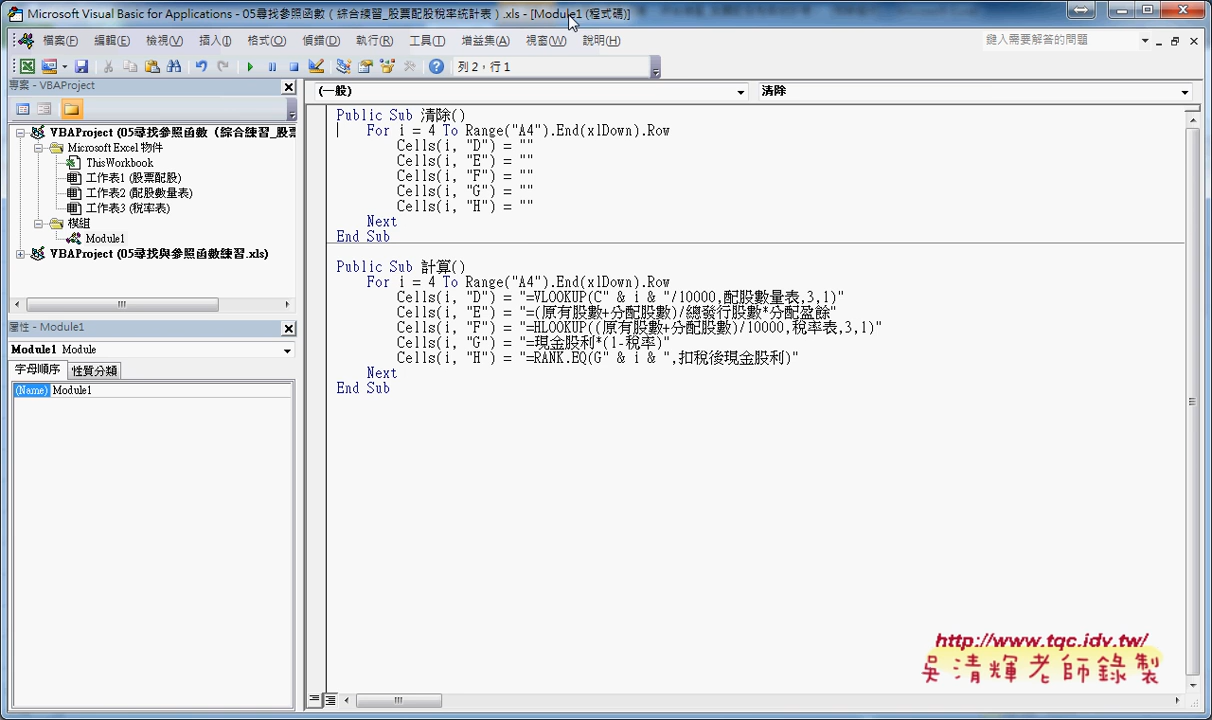 Microsoft Visual Basic for Applications - 05尋找參照函數（綜合練習_股票配股稅率統計表）.xls - [Module1 (程式碼)]
檔案(F) 編輯(E) 檢視(V) 插入(I) 格式(O) 偵錯(D) 執行(R) 工具(T) 增益集(A) 視窗(W) 說明(H) 鍵入需要解答的問題
列 2，行 1
專案 - VBAProject
VBAProject (05尋找參照函數（綜合練習_股票
Microsoft Excel 物件
ThisWorkbook
工作表1 (股票配股)
工作表2 (配股數量表)
工作表3 (稅率表)
模組
Module1
VBAProject (05尋找與參照函數練習.xls)
屬性 - Module1
Module1 Module
字母順序 性質分類
(Name) Module1
(一般) 清除
Public Sub 清除()
For i = 4 To Range("A4").End(xlDown).Row
Cells(i, "D") = ""
Cells(i, "E") = ""
Cells(i, "F") = ""
Cells(i, "G") = ""
Cells(i, "H") = ""
Next
End Sub
Public Sub 計算()
For i = 4 To Range("A4").End(xlDown).Row
Cells(i, "D") = "=VLOOKUP(C" & i & "/10000,配股數量表,3,1)"
Cells(i, "E") = "=(原有股數+分配股數)/總發行股數*分配盈餘"
Cells(i, "F") = "=HLOOKUP((原有股數+分配股數)/10000,稅率表,3,1)"
Cells(i, "G") = "=現金股利*(1-稅率)"
Cells(i, "H") = "=RANK.EQ(G" & i & ",扣稅後現金股利)"
Next
End Sub
http://www.tqc.idv.tw/
吳清輝老師錄製